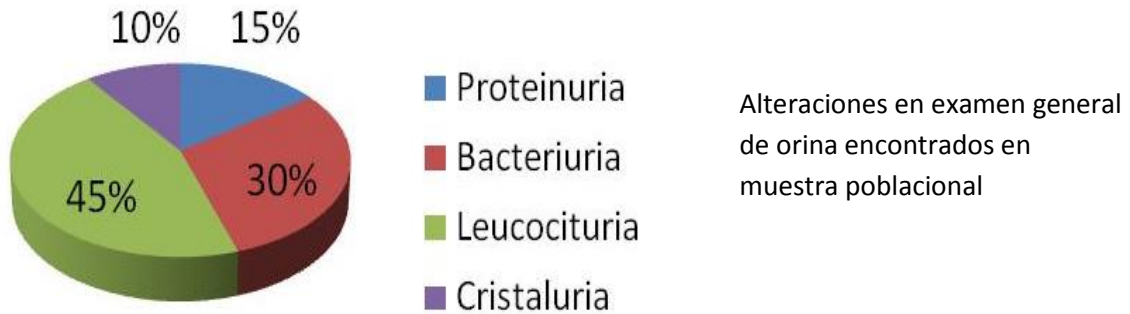 10%
15%
45%
30%
Proteinuria
Bacteriuria
Leucocituria
Cristaluria
Alteraciones en examen general
de orina encontrados en
muestra poblacional